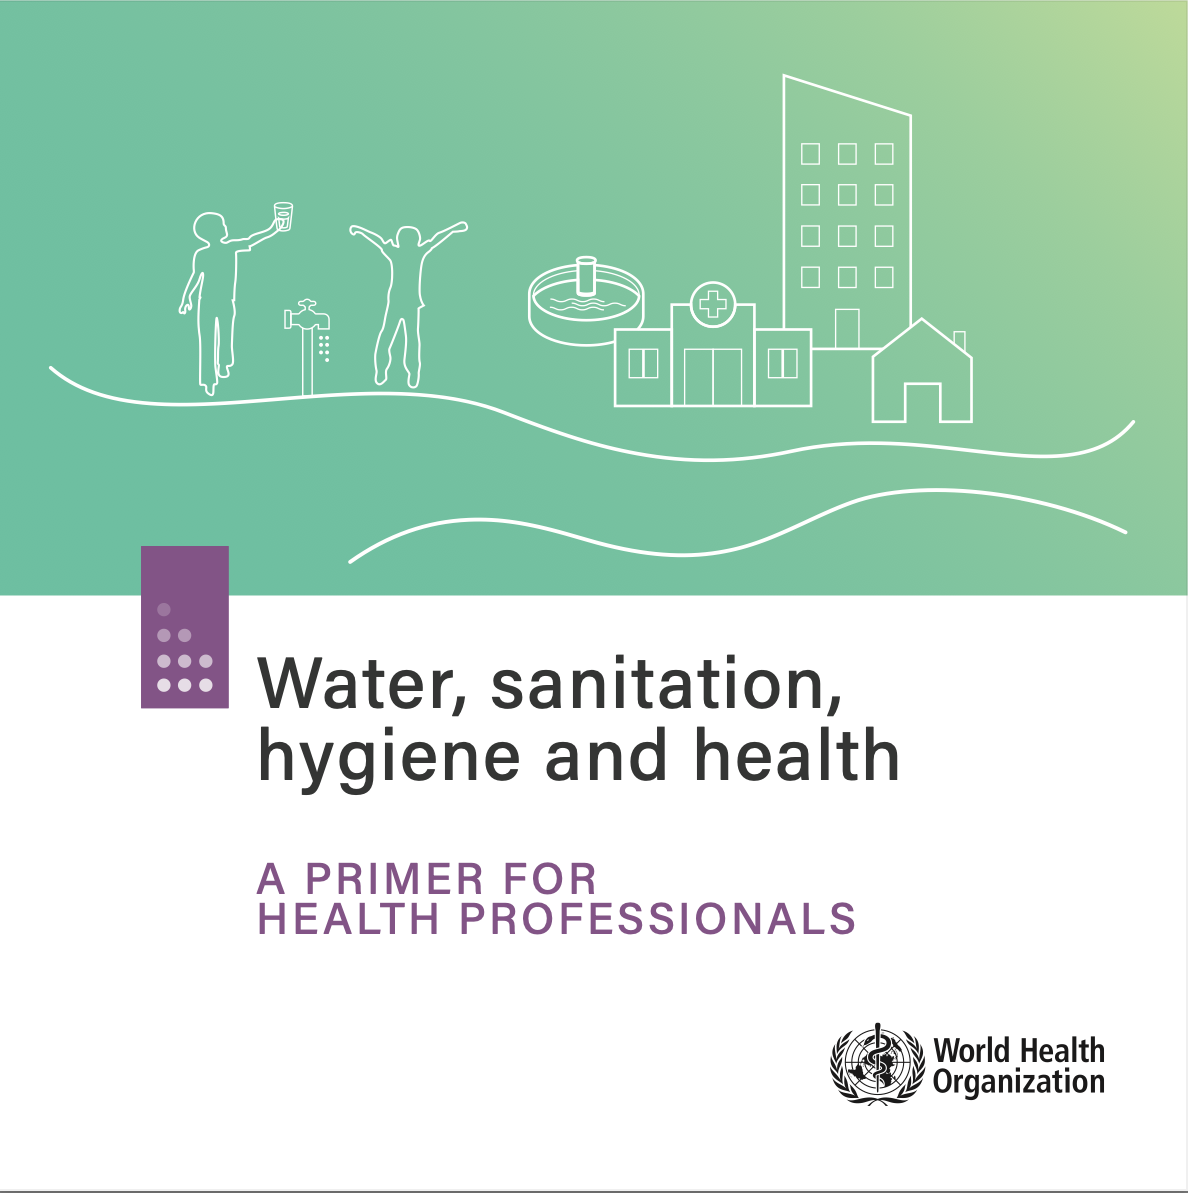 Water, sanitation,
hygiene and health
A PRIMER FOR
HEALTH PROFESSIONALS
World Health
Organization